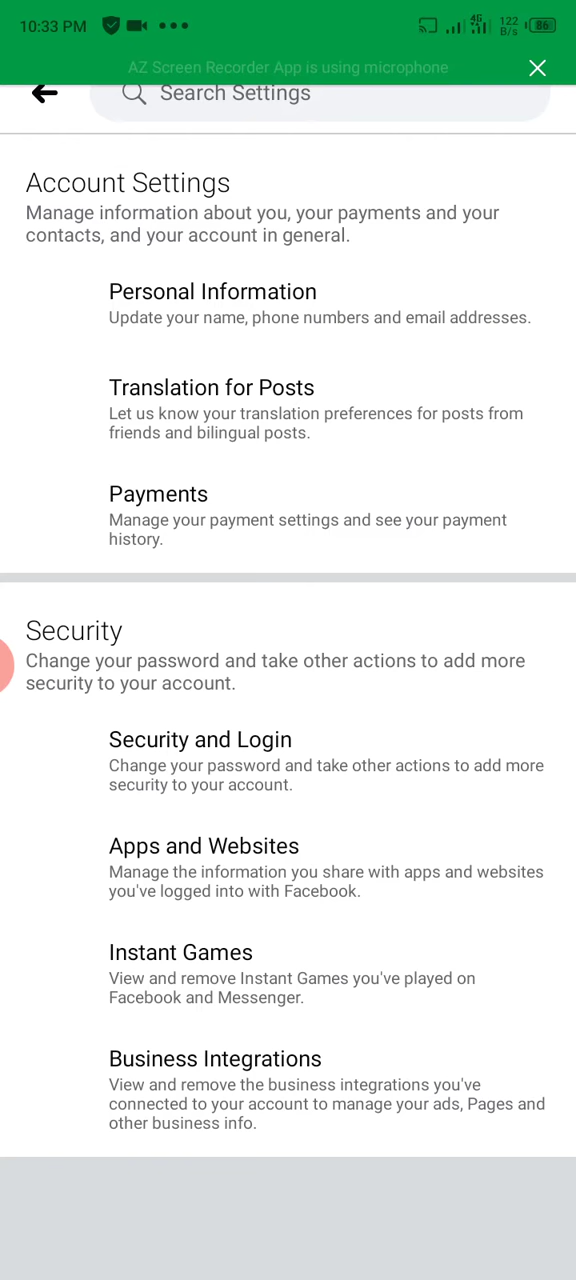 10:33 PM 4G 122 B/s 86
AZ Screen Recorder App is using microphone
Search Settings
Account Settings
Manage information about you, your payments and your
contacts, and your account in general.
Personal Information
Update your name, phone numbers and email addresses.
Translation for Posts
Let us know your translation preferences for posts from
friends and bilingual posts.
Payments
Manage your payment settings and see your payment
history.
Security
Change your password and take other actions to add more
security to your account.
Security and Login
Change your password and take other actions to add more
security to your account.
Apps and Websites
Manage the information you share with apps and websites
you've logged into with Facebook.
Instant Games
View and remove Instant Games you've played on
Facebook and Messenger.
Business Integrations
View and remove the business integrations you've
connected to your account to manage your ads, Pages and
other business info.